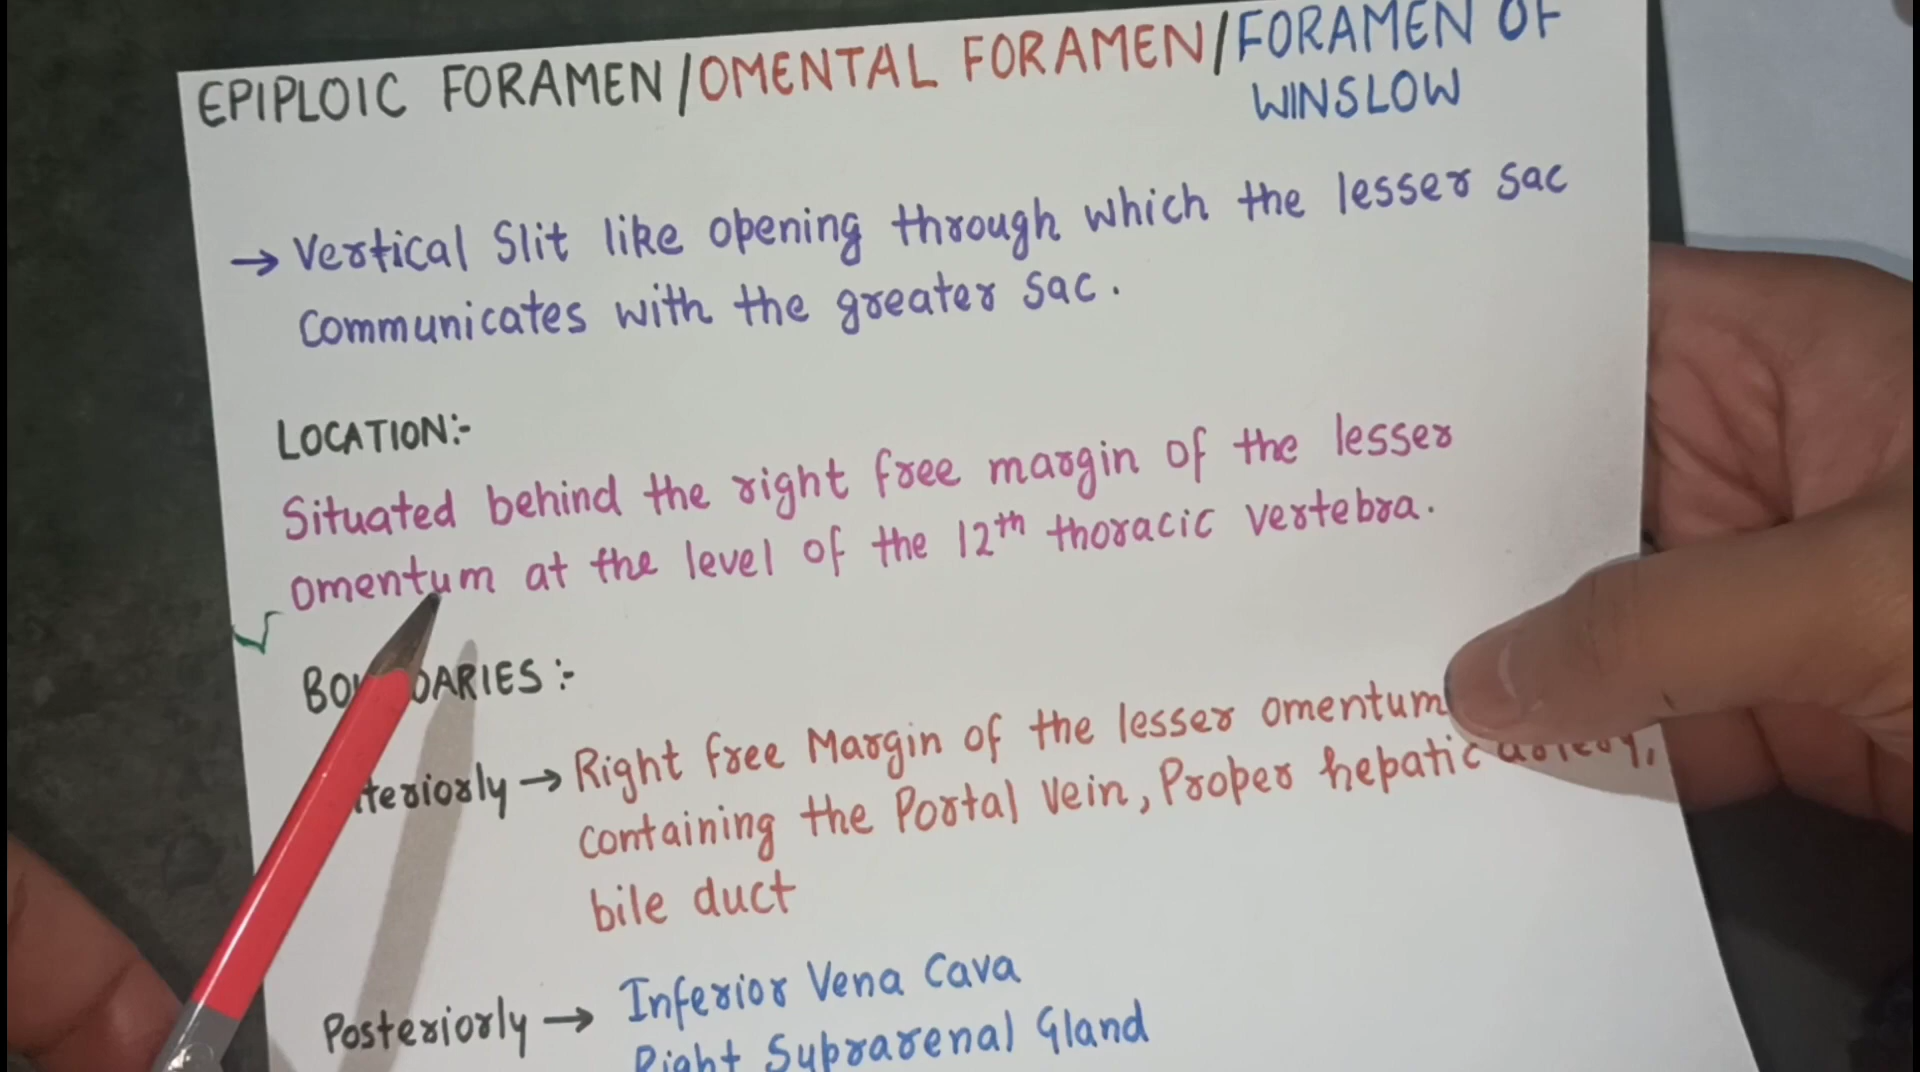 EPIPLOIC FORAMEN/OMENTAL FORAMEN/FORAMEN OF
WINSLOW
→ Vertical Slit like opening through which the lesser sac
communicates with the greater sac.
LOCATION:-
Situated behind the right free margin of the lesser
omentum at the level of the 12th thoracic vertebra.
:-
→ Right free Margin of the lesser omentum
containing the Portal Vein, Proper hepatic
bile duct
Posteriorly → Inferior Vena Cava
Right Suprarenal Gland